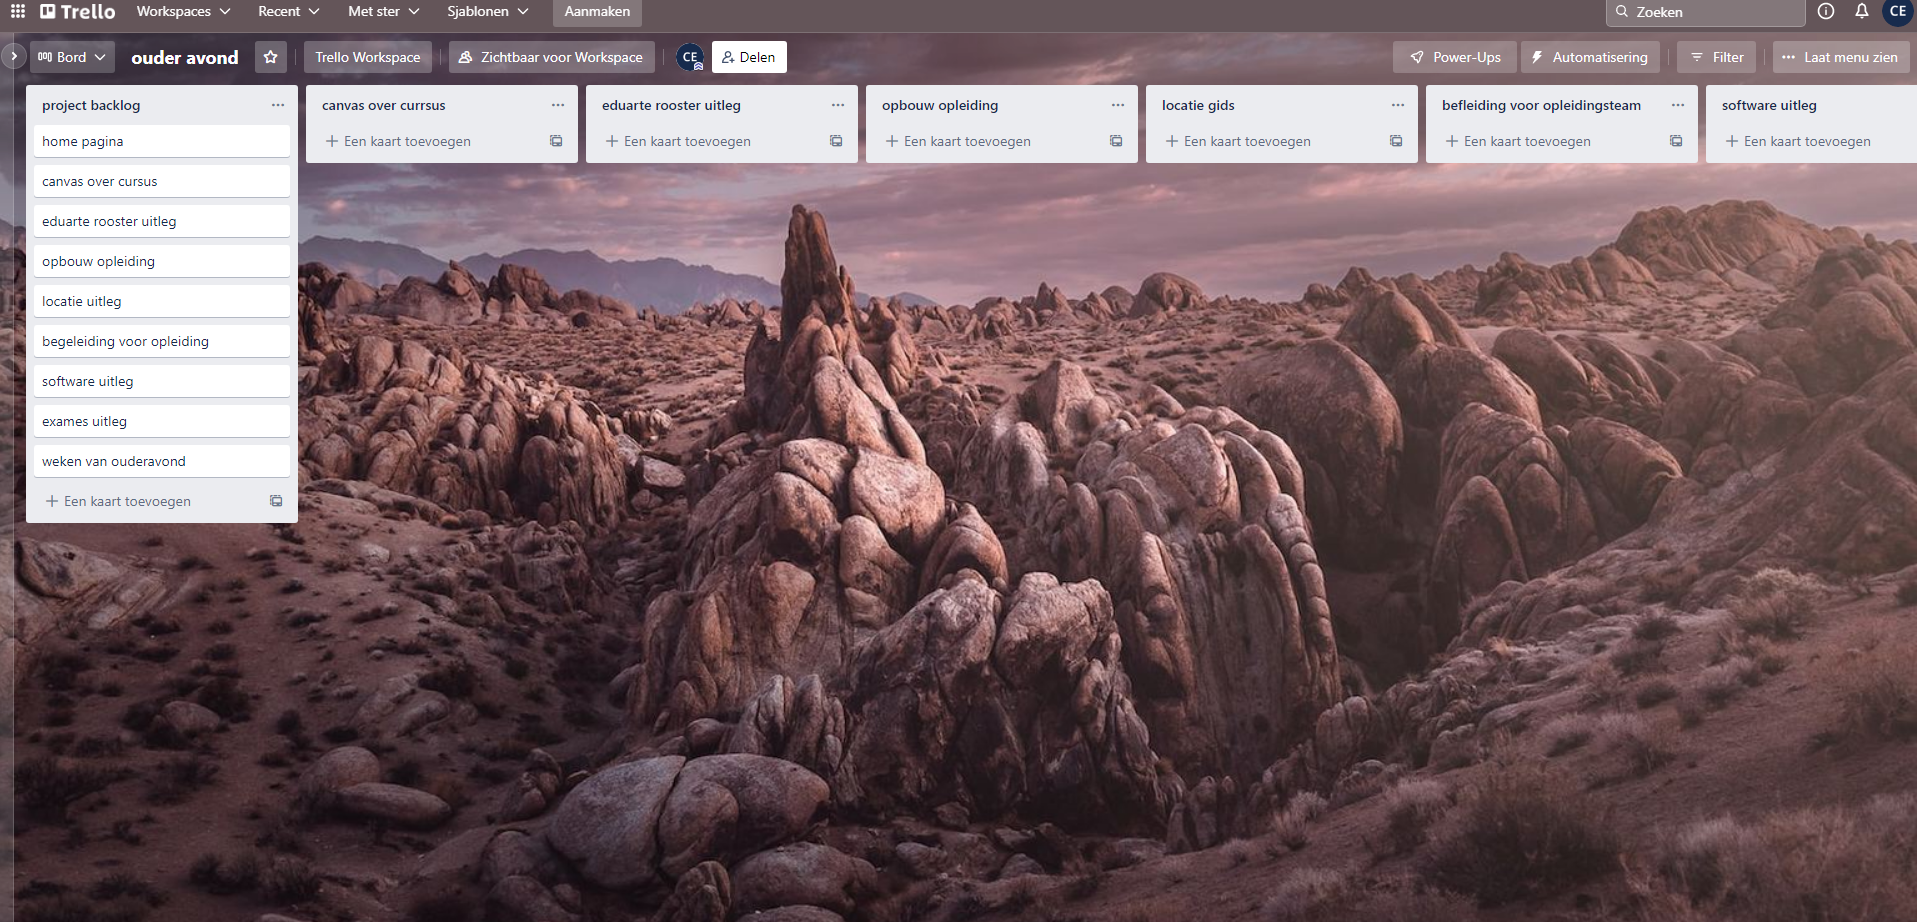 Trello Workspaces Recent Met ster Sjablonen Aanmaken Zoeken CE
Bord ouder avond Trello Workspace Zichtbaar voor Workspace CE Delen Power-Ups Automatisering Filter Laat menu zien
project backlog
home pagina
canvas over cursus
eduarte rooster uitleg
opbouw opleiding
locatie uitleg
begeleiding voor opleiding
software uitleg
exames uitleg
weken van ouderavond
Een kaart toevoegen
canvas over currsus
Een kaart toevoegen
eduarte rooster uitleg
Een kaart toevoegen
opbouw opleiding
Een kaart toevoegen
locatie gids
Een kaart toevoegen
befleiding voor opleidingsteam
Een kaart toevoegen
software uitleg
Een kaart toevoegen